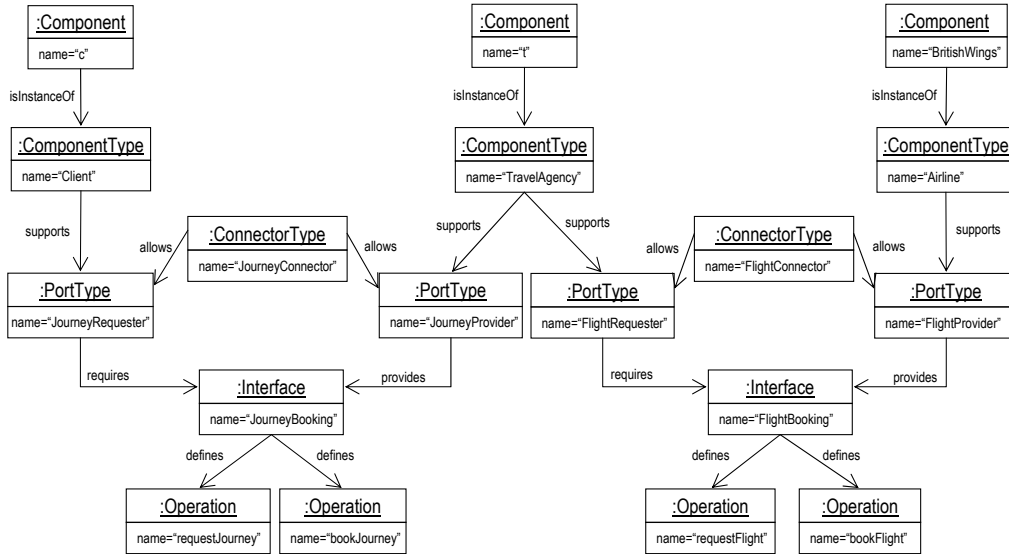 :Component
name=“c”
:Component
name=“t”
:Component
name=“BritishWings”
isInstanceOf
isInstanceOf
isInstanceOf
:ComponentType
name=“Client”
:ComponentType
name=“TravelAgency”
:ComponentType
name=“Airline”
supports
:ConnectorType
name=“JourneyConnector”
allows
allows
supports
supports
:ConnectorType
name=“FlightConnector”
allows
allows
supports
:PortType
name=“JourneyRequester”
:PortType
name=“JourneyProvider”
:PortType
name=“FlightRequester”
:PortType
name=“FlightProvider”
requires
provides
requires
provides
:Interface
name=“JourneyBooking”
:Interface
name=“FlightBooking”
defines
defines
defines
defines
:Operation
name=“requestJourney”
:Operation
name=“bookJourney”
:Operation
name=“requestFlight”
:Operation
name=“bookFlight”